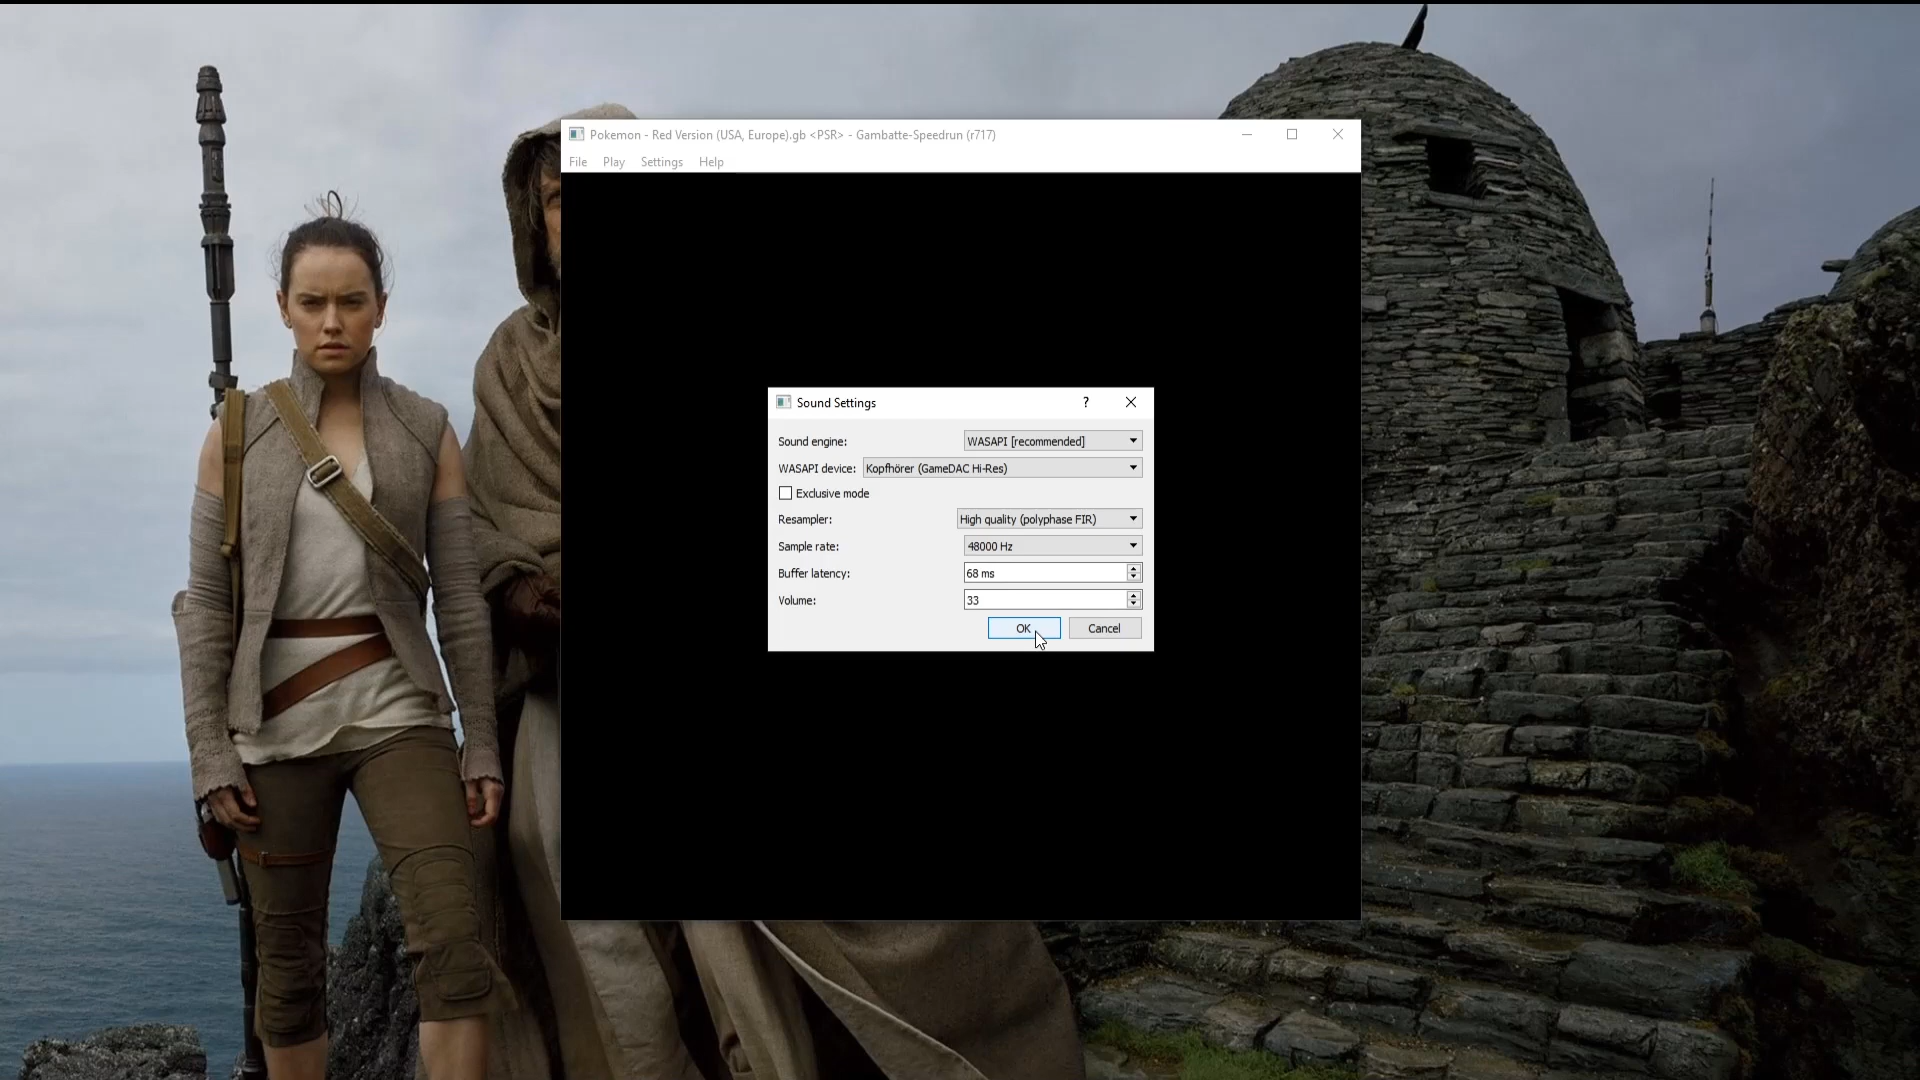 Pokemon - Red Version (USA, Europe).gb <PSR> - Gambatte-Speedrun (r717)
File Play Settings Help
Sound Settings ?
Sound engine: WASAPI [recommended]
WASAPI device: Kopfhörer (GameDAC Hi-Res)
Exclusive mode
Resampler: High quality (polyphase FIR)
Sample rate: 48000 Hz
Buffer latency: 68 ms
Volume: 33
OK Cancel